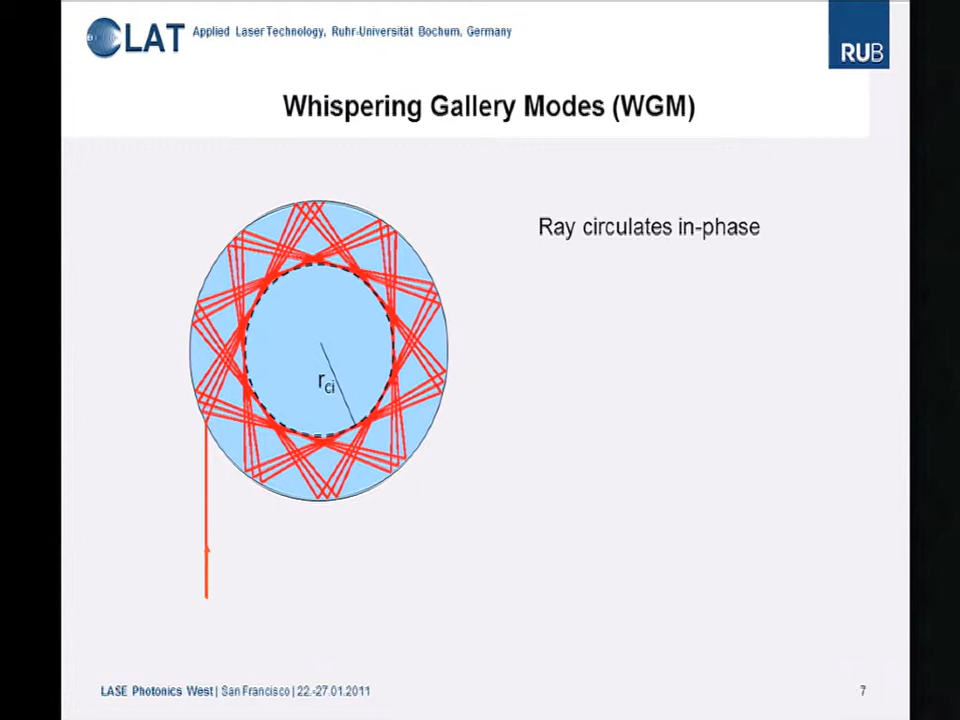 LAT Applied Laser Technology, Ruhr-Universität Bochum, Germany
RUB
Whispering Gallery Modes (WGM)
Ray circulates in-phase
rci
LASE Photonics West | San Francisco | 22.-27.01.2011
7